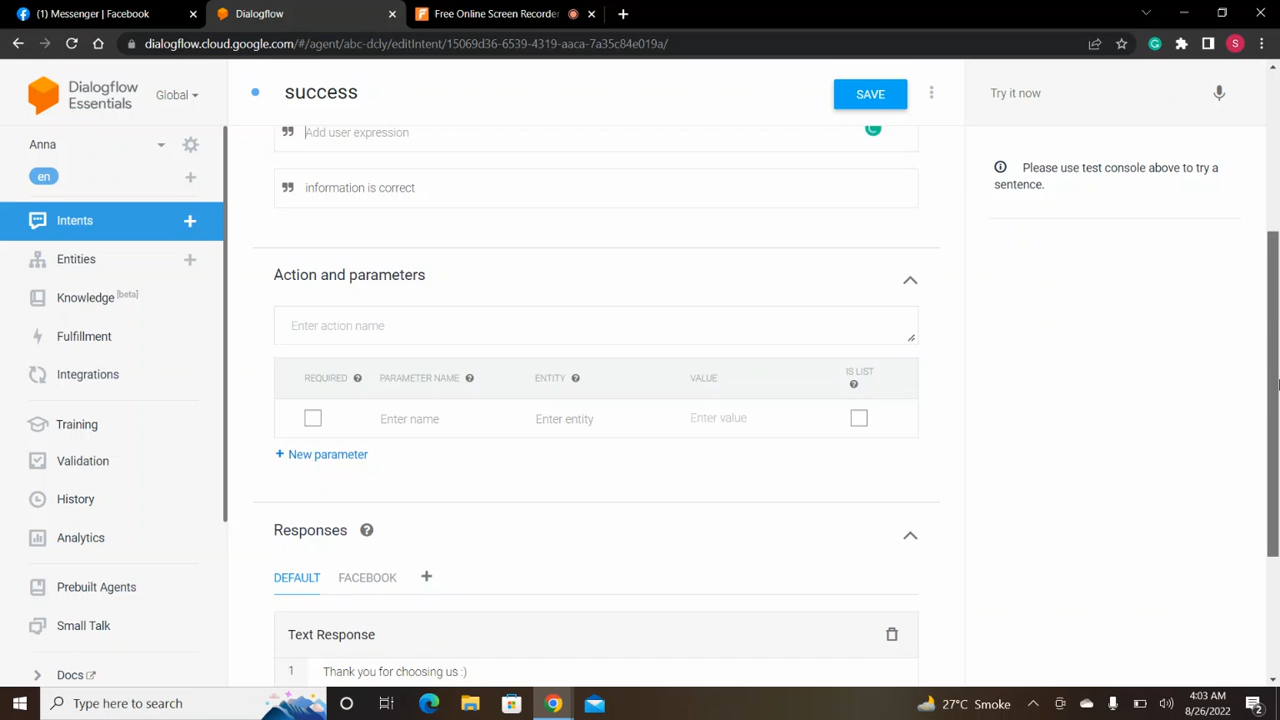 (1) Messenger | Facebook
Dialogflow
Free Online Screen Recorder
dialogflow.cloud.google.com/#/agent/abc-dcly/editIntent/15069d36-6539-4319-aaca-7a35c84e019a/
S
Dialogflow
Essentials
Global
success
SAVE
Try it now
Add user expression
Anna
en
Please use test console above to try a
sentence.
information is correct
Intents
Entities
Knowledge [beta]
Fulfillment
Integrations
Training
Validation
History
Analytics
Prebuilt Agents
Small Talk
Docs
Action and parameters
Enter action name
REQUIRED
PARAMETER NAME
ENTITY
VALUE
IS LIST
Enter name
Enter entity
Enter value
+ New parameter
Responses
DEFAULT
FACEBOOK
Text Response
1 Thank you for choosing us :)
Type here to search
27°C Smoke
4:03 AM
8/26/2022
2